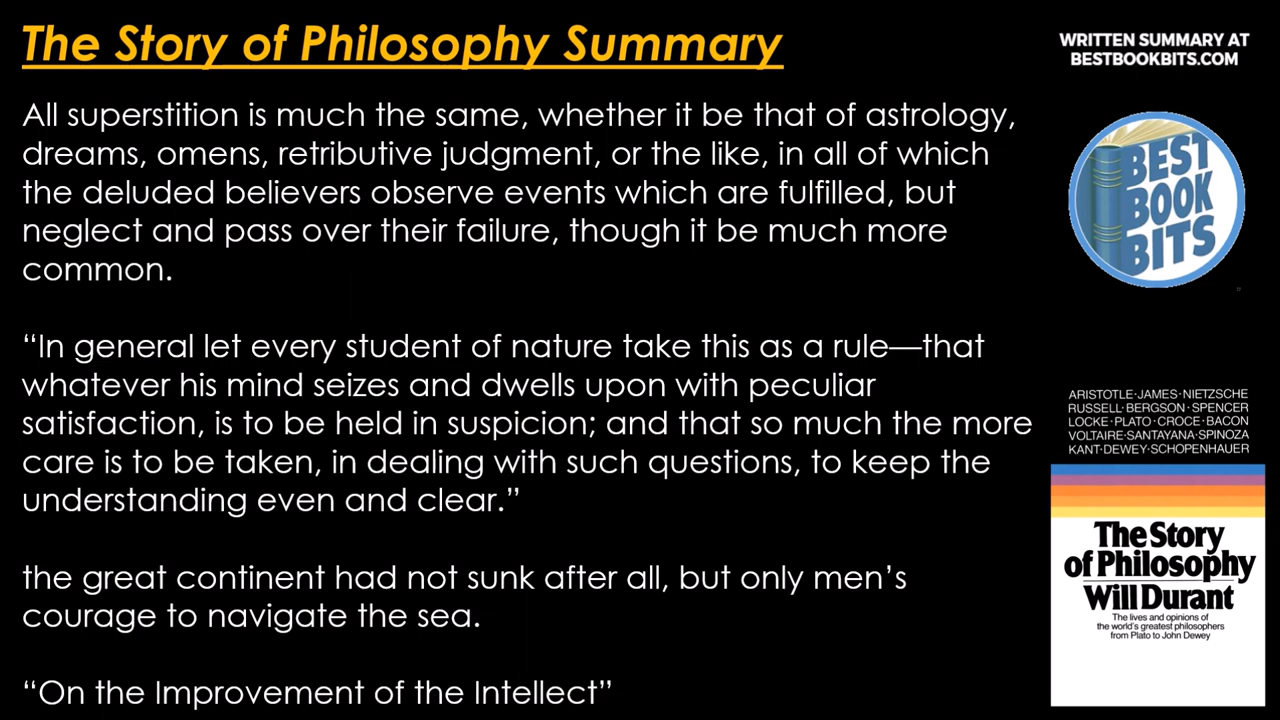 The Story of Philosophy Summary
WRITTEN SUMMARY AT
BESTBOOKBITS.COM
All superstition is much the same, whether it be that of astrology,
dreams, omens, retributive judgment, or the like, in all of which
the deluded believers observe events which are fulfilled, but
neglect and pass over their failure, though it be much more
common.
“In general let every student of nature take this as a rule—that
whatever his mind seizes and dwells upon with peculiar
satisfaction, is to be held in suspicion; and that so much the more
care is to be taken, in dealing with such questions, to keep the
understanding even and clear.”
the great continent had not sunk after all, but only men’s
courage to navigate the sea.
“On the Improvement of the Intellect”
BEST
BOOK
BITS
ARISTOTLE·JAMES·NIETZSCHE
RUSSELL·BERGSON·SPENCER
LOCKE·PLATO·CROCE·BACON
VOLTAIRE·SANTAYANA·SPINOZA
KANT·DEWEY·SCHOPENHAUER
The Story
of Philosophy
Will Durant
The lives and opinions of
the world's greatest philosophers
from Plato to John Dewey